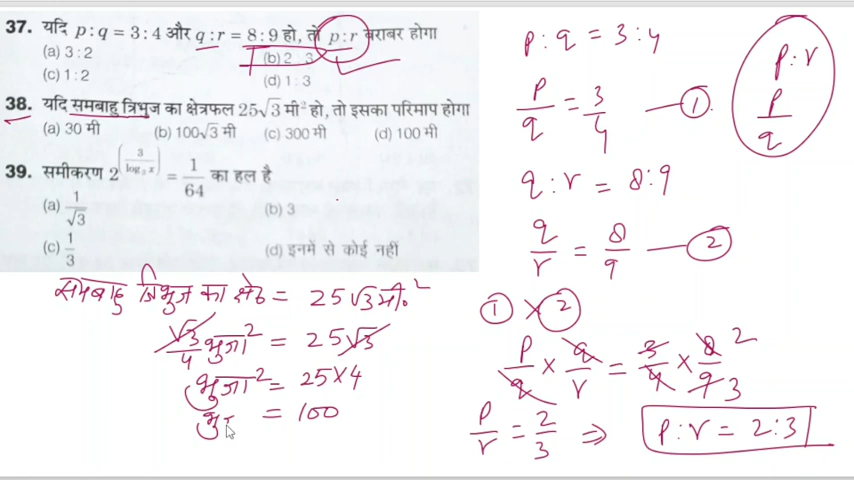 37. यदि p : q = 3 : 4 और q : r = 8 : 9 हो, तो p : r बराबर होगा
(a) 3 : 2 (b) 2 : 3
(c) 1 : 2 (d) 1 : 3
38. यदि समबाहु त्रिभुज का क्षेत्रफल 25√3 मी² हो, तो इसका परिमाप होगा
(a) 30 मी (b) 100√3 मी (c) 300 मी (d) 100 मी
39. समीकरण 2^(3/log₃ x) = 1/64 का हल है
(a) 1/√3 (b) 3
(c) 1/3 (d) इनमें से कोई नहीं
समबाहु त्रिभुज का क्षे० = 25√3 मी०²
√3/4 भुजा² = 25√3
भुजा² = 25×4
भु = 100
p : q = 3 : 4
p/q = 3/4 — ①
q : r = 8 : 9
q/r = 8/9 — ②
① × ②
p/q × q/r = 3/4 × 8/9 2 3
p/r = 2/3 ⇒ p : r = 2 : 3
p : r
p/q